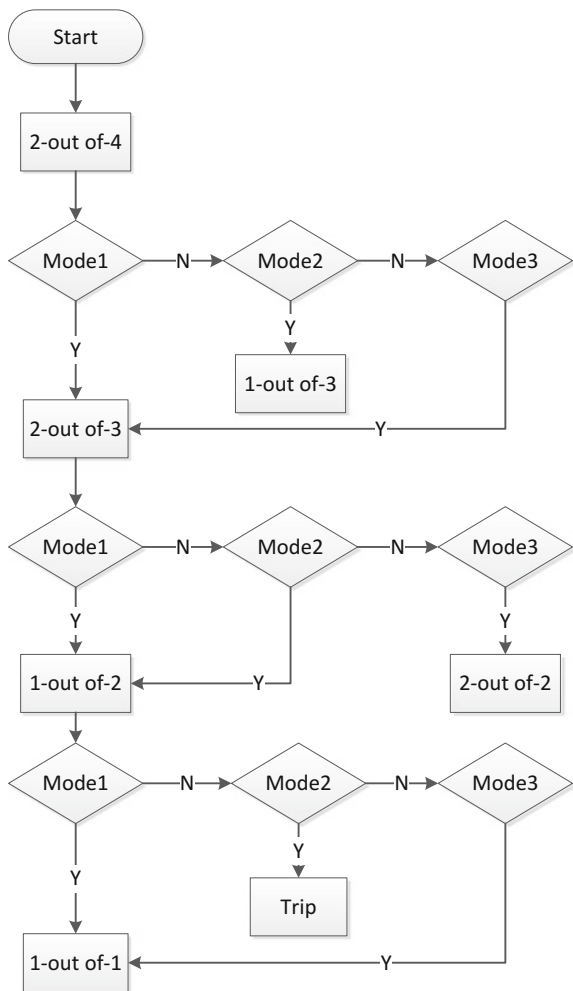 Start
2-out of-4
Mode1
N
Mode2
N
Mode3
Y
Y
1-out of-3
2-out of-3
Y
Mode1
N
Mode2
N
Mode3
Y
Y
1-out of-2
Y
2-out of-2
Mode1
N
Mode2
N
Mode3
Y
Y
Trip
1-out of-1
Y